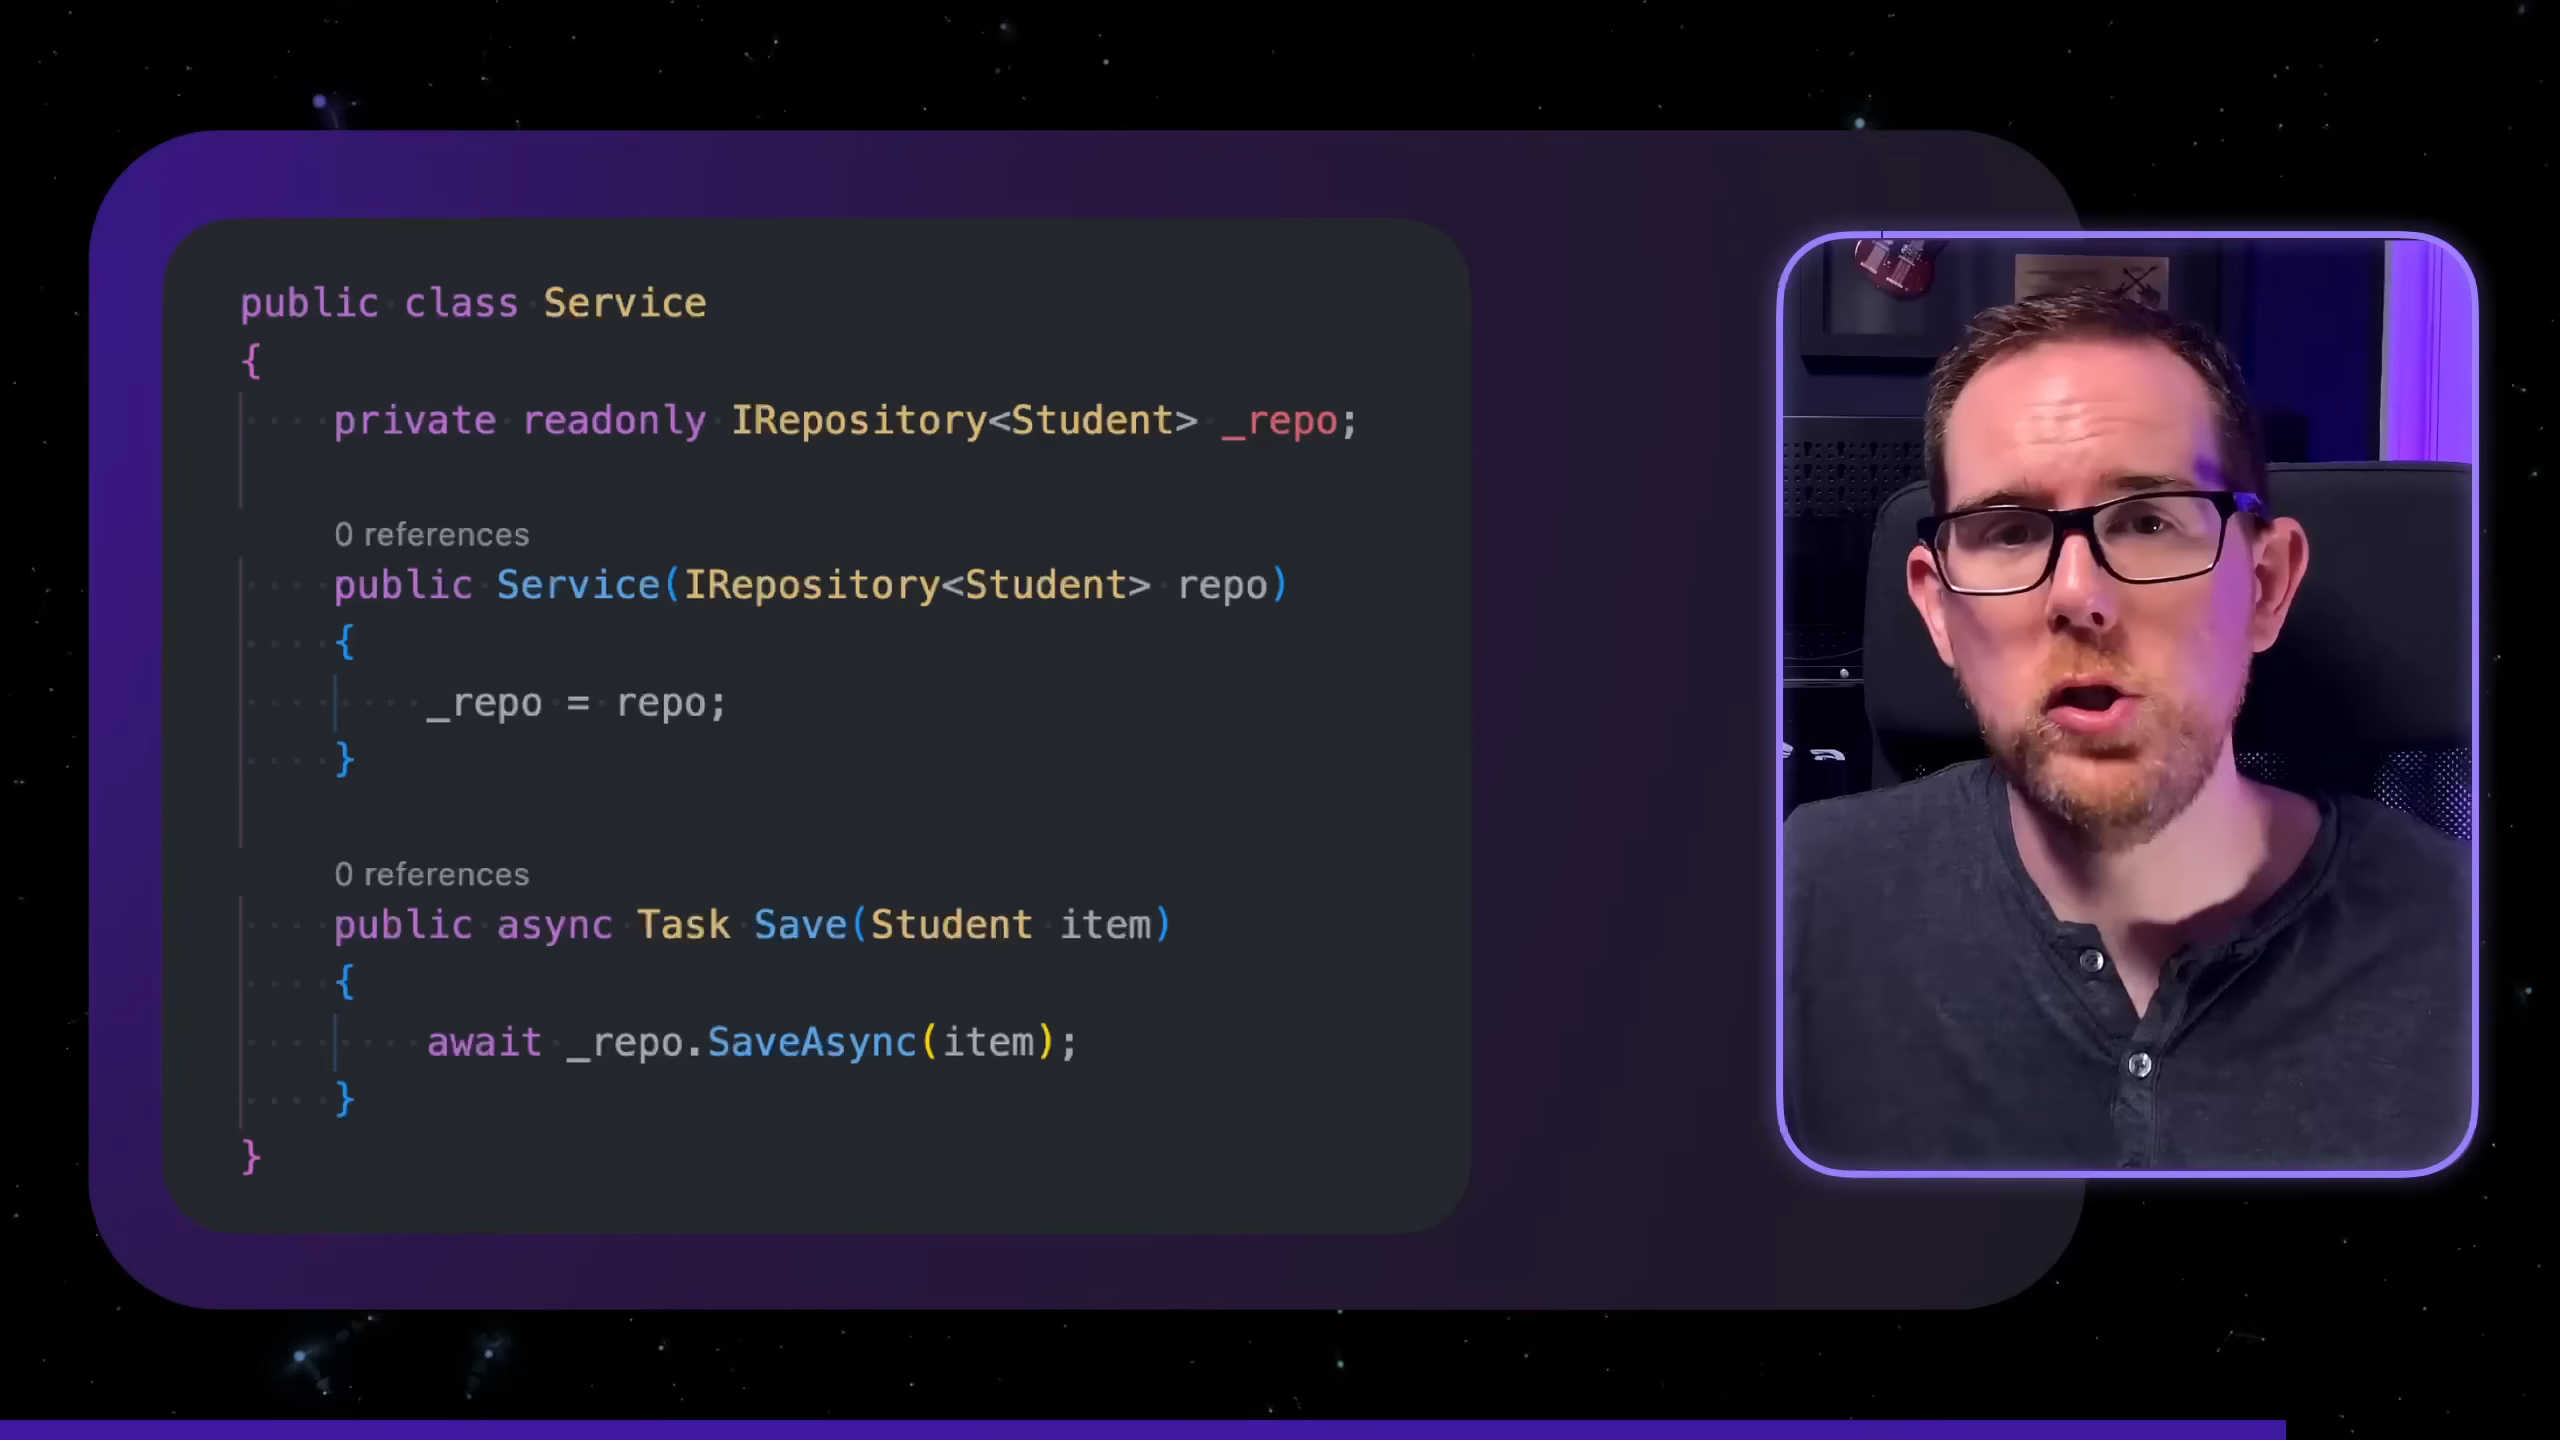 public class Service
{
private readonly IRepository<Student> _repo;
0 references
public Service(IRepository<Student> repo)
{
_repo = repo;
}
0 references
public async Task Save(Student item)
{
await _repo.SaveAsync(item);
}
}